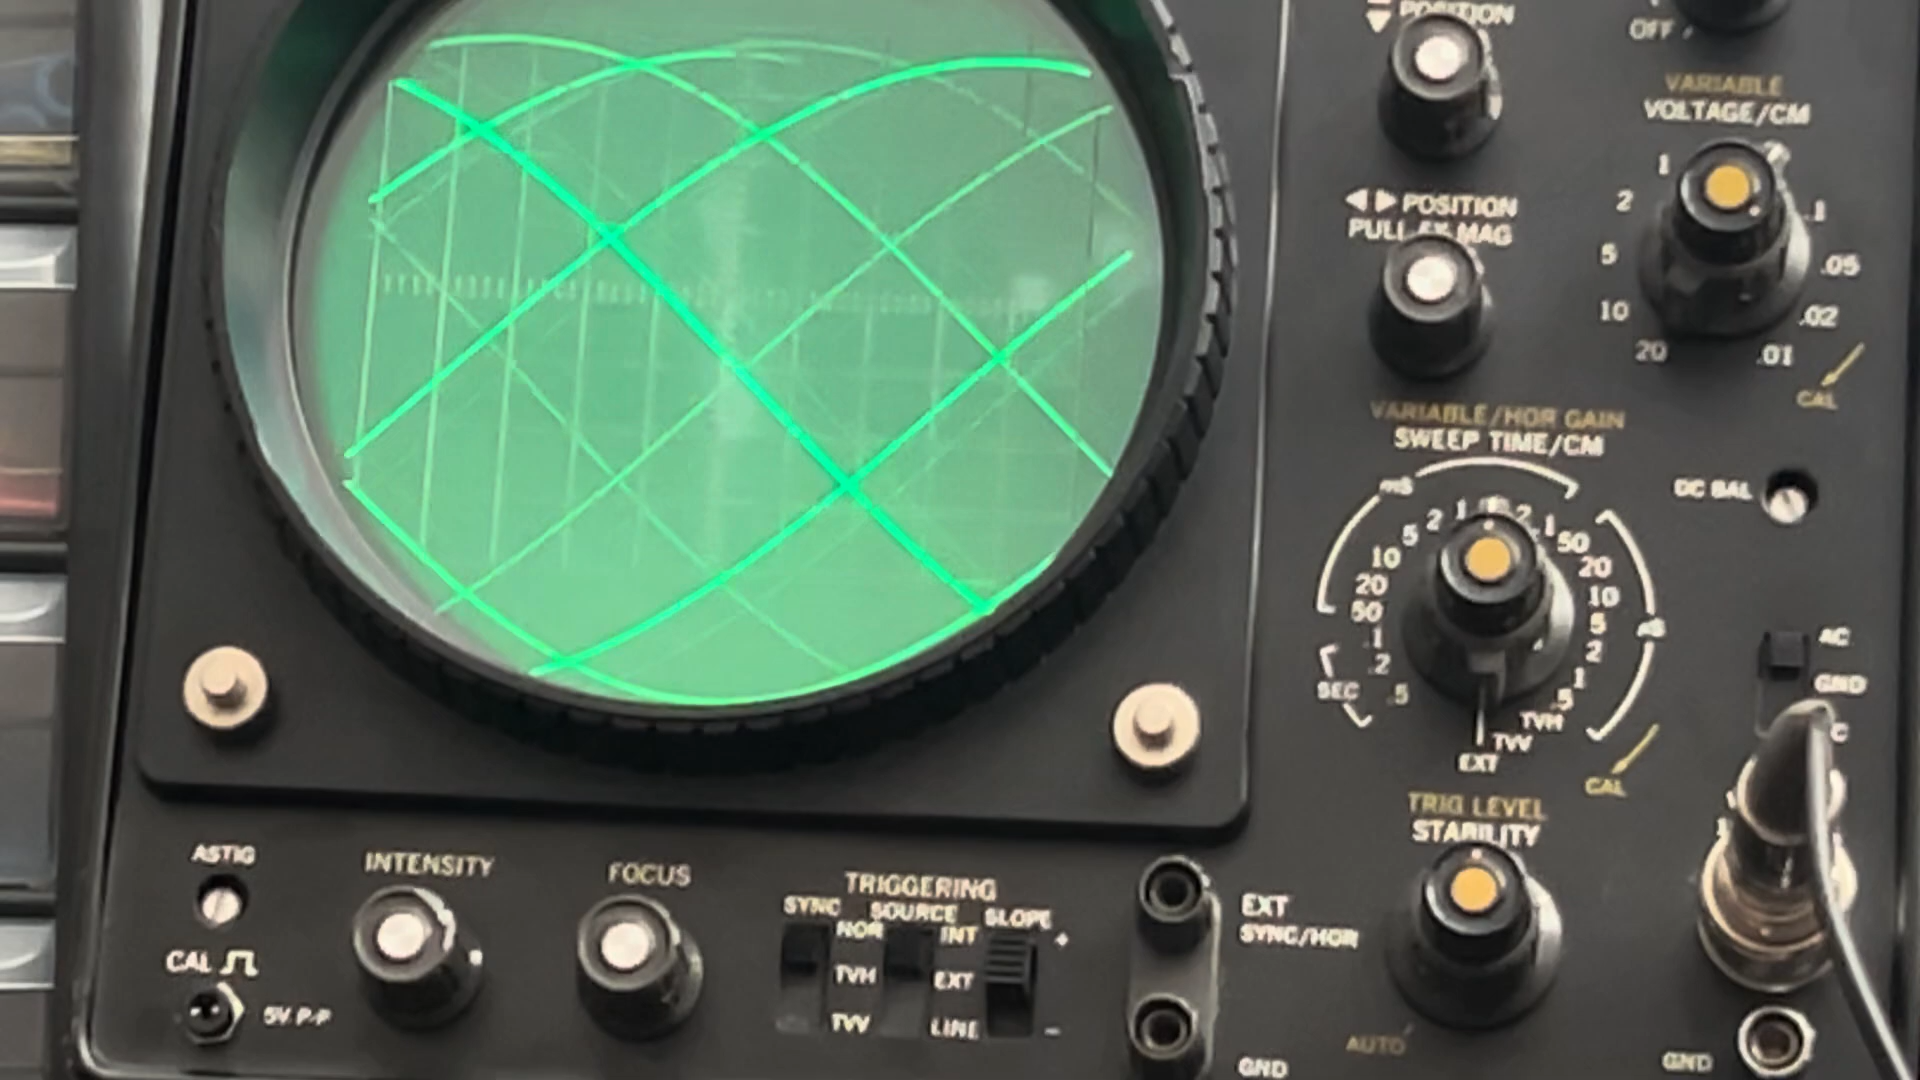 POSITION
OFF
VARIABLE
VOLTAGE/CM
1
2
5
10
20
.1
.05
.02
.01
CAL
◀ ▶ POSITION
PULL 5X MAG
VARIABLE/HOR GAIN
SWEEP TIME/CM
mS
1
2
5
10
20
50
.1
.2
.5
SEC
.2
.1
50
20
10
5
2
1
.5
µS
TVH
TVV
EXT
CAL
DC BAL
AC
GND
TRIG LEVEL
STABILITY
AUTO
ASTIG
INTENSITY
FOCUS
CAL
5V P-P
TRIGGERING
SYNC SOURCE SLOPE
NOR INT +
TVH EXT
TVV LINE −
EXT
SYNC/HOR
GND
GND